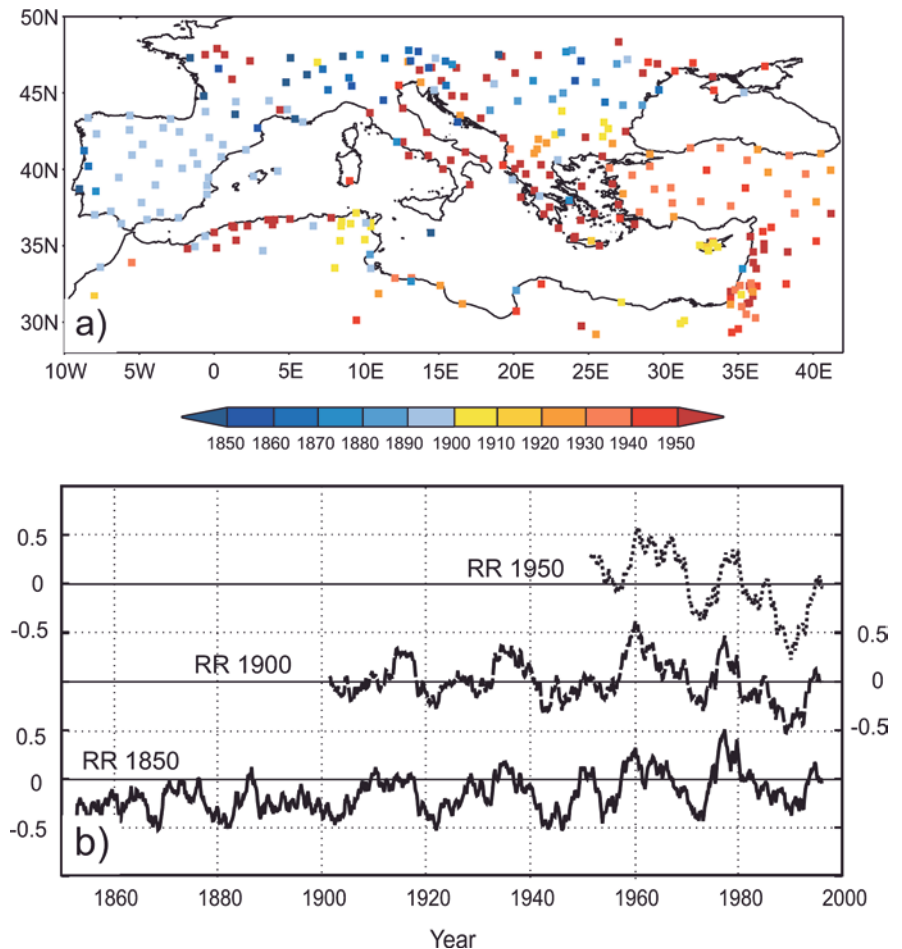 50N
45N
40N
35N
30N
a)
10W 5W 0 5E 10E 15E 20E 25E 30E 35E 40E
1850 1860 1870 1880 1890 1900 1910 1920 1930 1940 1950
0.5
RR 1950
0
-0.5 0.5
RR 1900
0
-0.5
0.5
RR 1850
0
-0.5
b)
1860 1880 1900 1920 1940 1960 1980 2000
Year